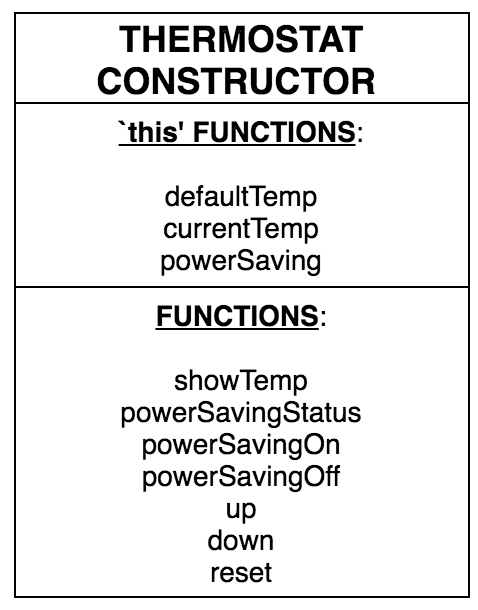 THERMOSTAT
CONSTRUCTOR
`this' FUNCTIONS:
defaultTemp
currentTemp
powerSaving
FUNCTIONS:
showTemp
powerSavingStatus
powerSavingOn
powerSavingOff
up
down
reset